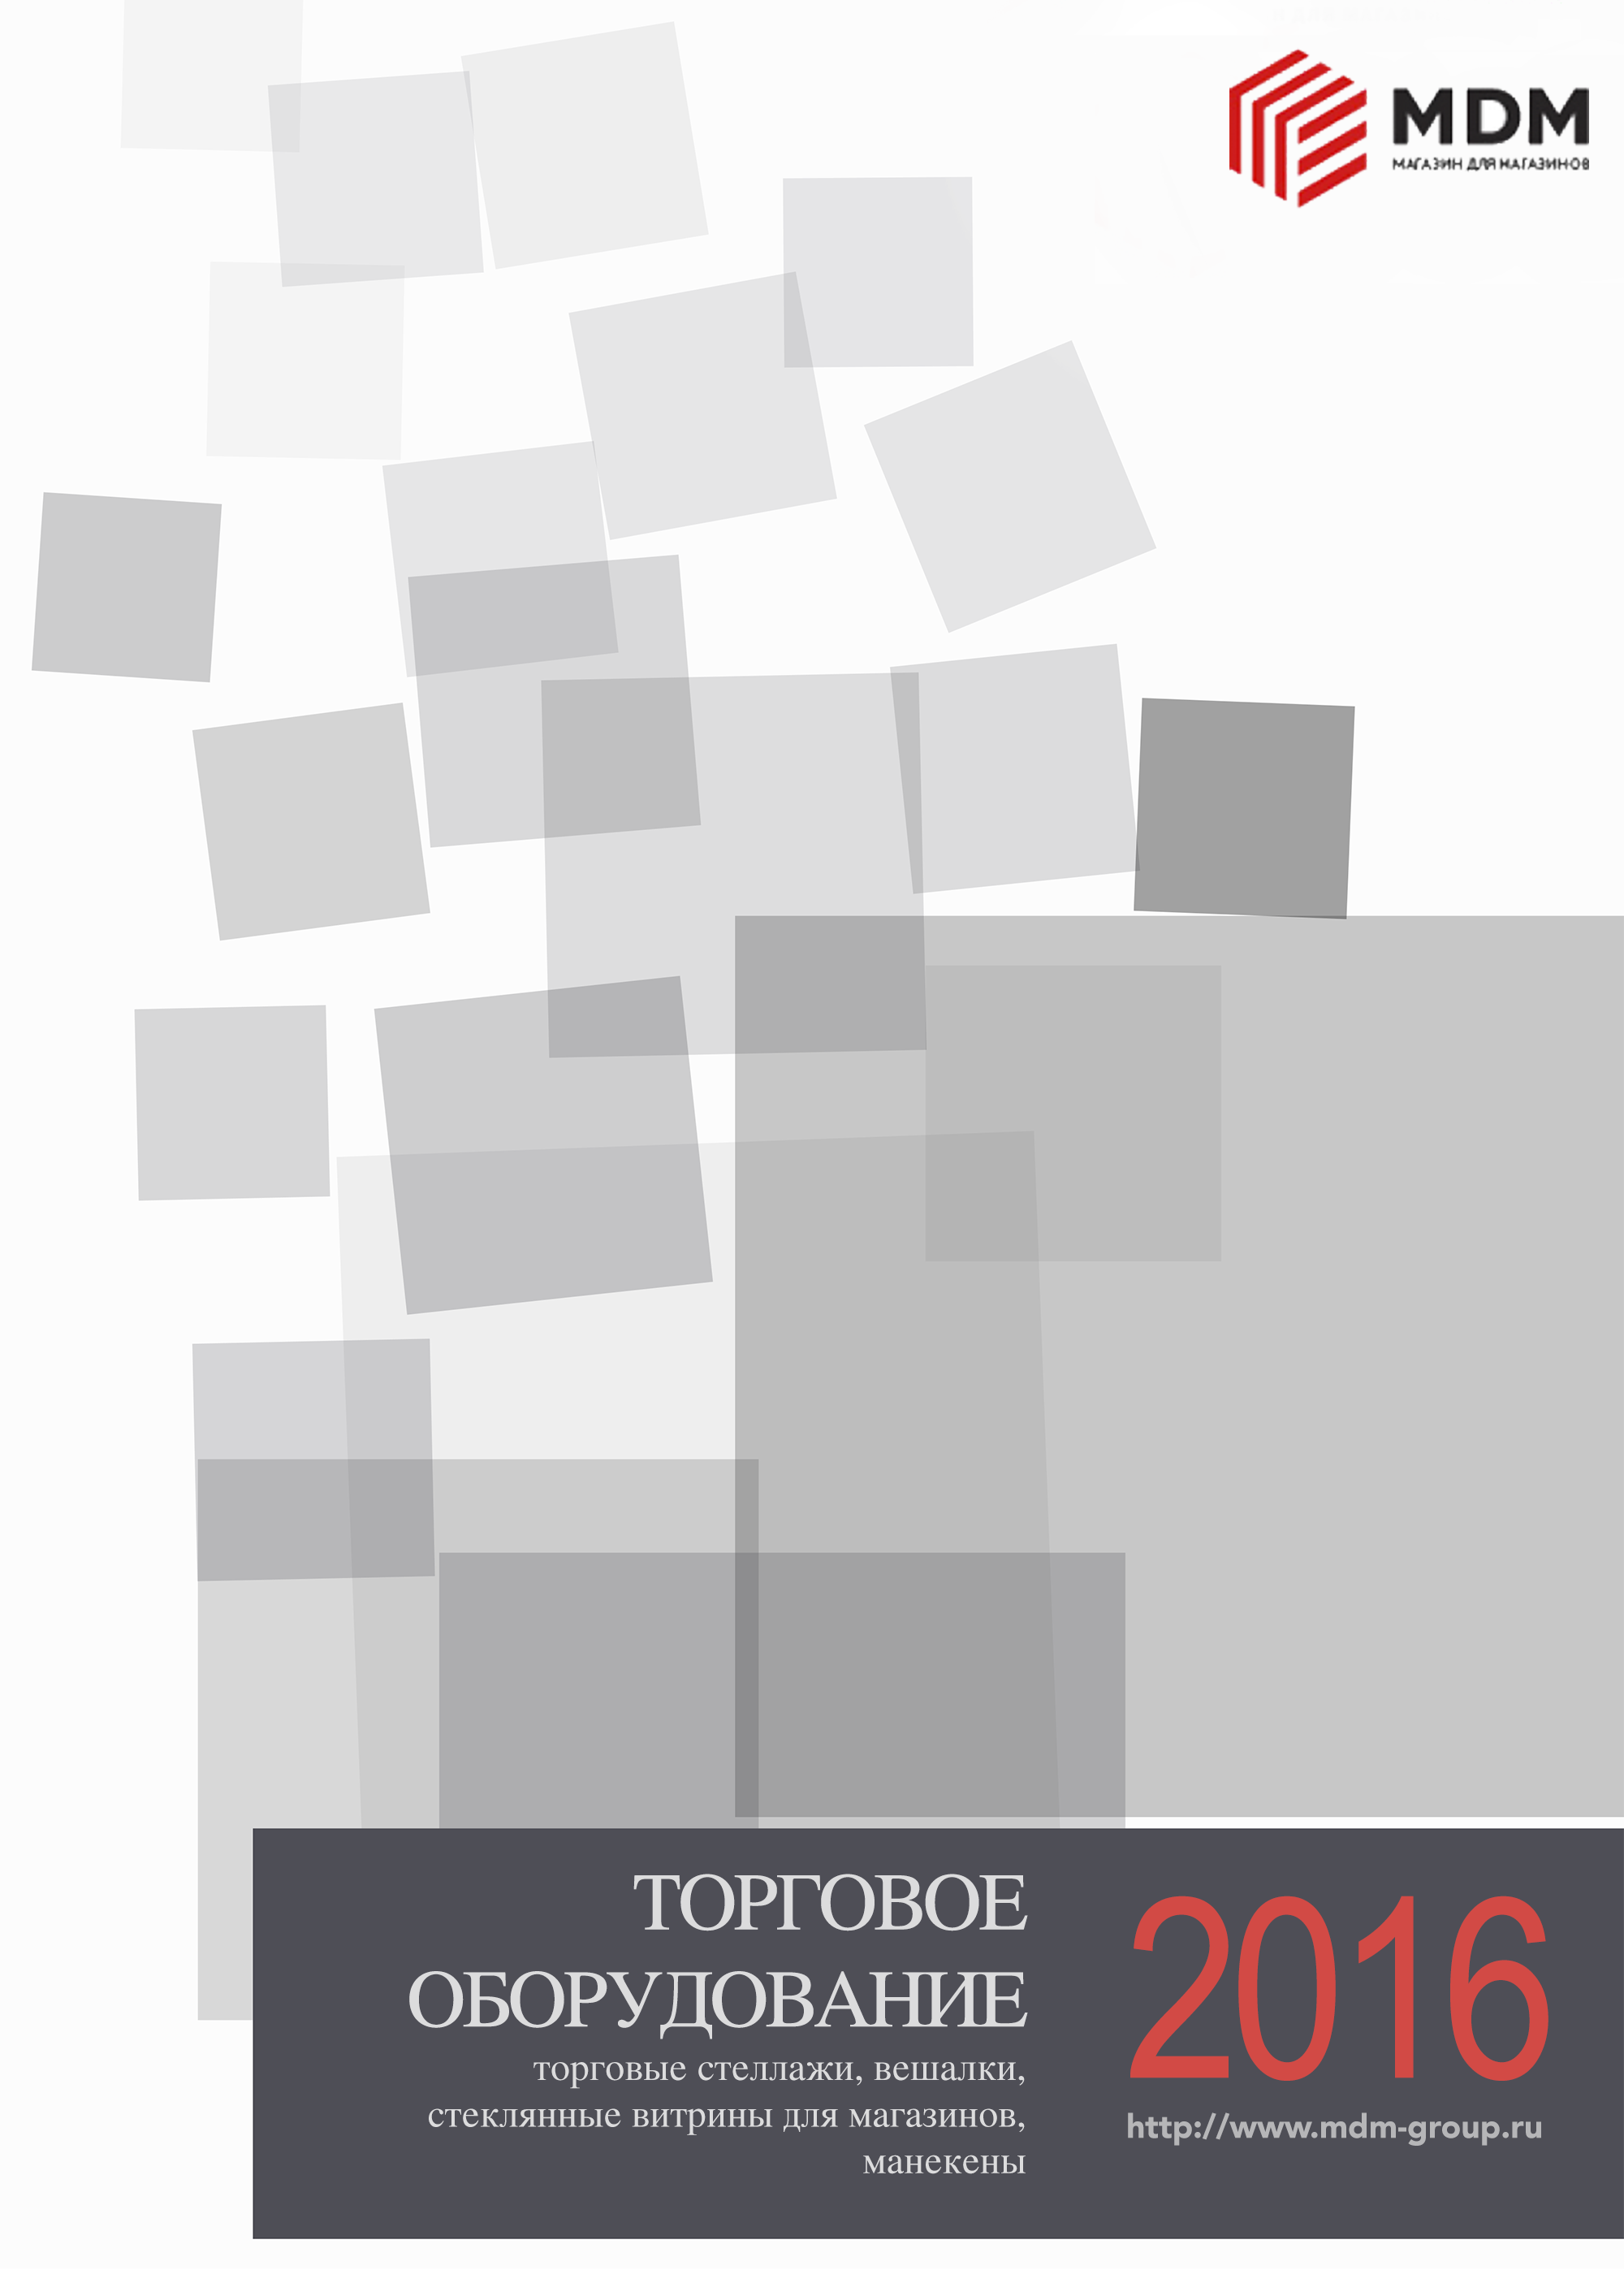 MDM
МАГАЗИН ДЛЯ МАГАЗИНОВ
ТОРГОВОЕ
ОБОРУДОВАНИЕ
торговые стеллажи, вешалки,
стеклянные витрины для магазинов,
манекены
2016
http://www.mdm-group.ru